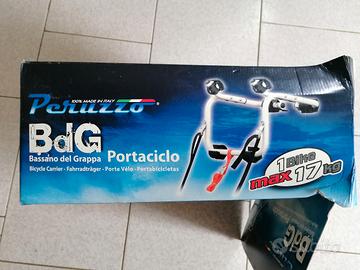 Peruzzo
100% MADE IN ITALY
BdG
Bassano del Grappa
Portaciclo
Bicycle Carrier - Fahrradträger - Porte Vélo - Portabicicletas
1 Bike
max 17 kg
BdG